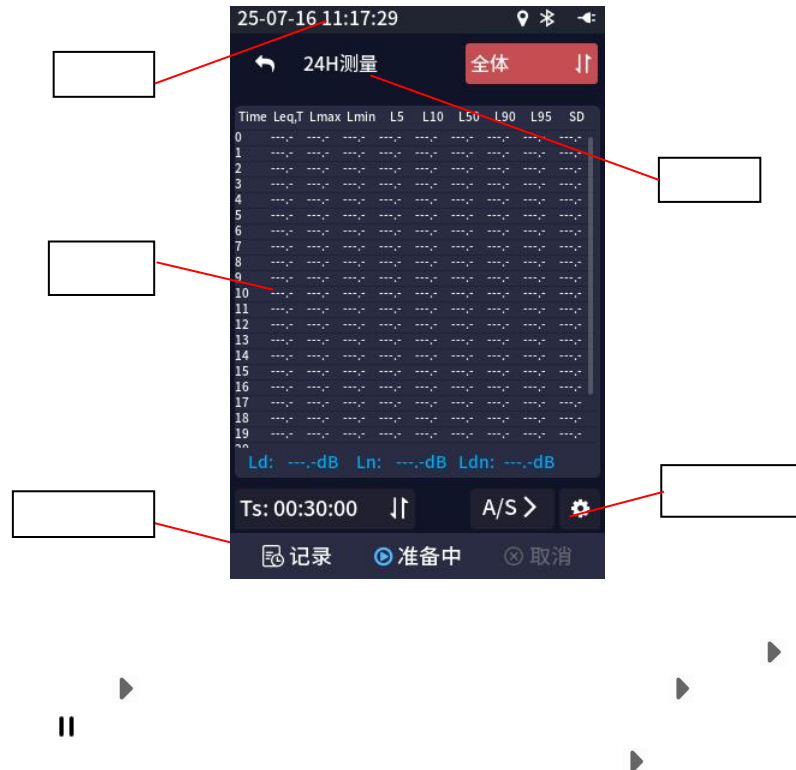 25-07-16 11:17:29
24H测量 全体
Time Leq,T Lmax Lmin L5 L10 L50 L90 L95 SD
0 ---.- ---.- ---.- ---.- ---.- ---.- ---.- ---.- ---.-
1 ---.- ---.- ---.- ---.- ---.- ---.- ---.- ---.- ---.-
2 ---.- ---.- ---.- ---.- ---.- ---.- ---.- ---.- ---.-
3 ---.- ---.- ---.- ---.- ---.- ---.- ---.- ---.- ---.-
4 ---.- ---.- ---.- ---.- ---.- ---.- ---.- ---.- ---.-
5 ---.- ---.- ---.- ---.- ---.- ---.- ---.- ---.- ---.-
6 ---.- ---.- ---.- ---.- ---.- ---.- ---.- ---.- ---.-
7 ---.- ---.- ---.- ---.- ---.- ---.- ---.- ---.- ---.-
8 ---.- ---.- ---.- ---.- ---.- ---.- ---.- ---.- ---.-
9 ---.- ---.- ---.- ---.- ---.- ---.- ---.- ---.- ---.-
10 ---.- ---.- ---.- ---.- ---.- ---.- ---.- ---.- ---.-
11 ---.- ---.- ---.- ---.- ---.- ---.- ---.- ---.- ---.-
12 ---.- ---.- ---.- ---.- ---.- ---.- ---.- ---.- ---.-
13 ---.- ---.- ---.- ---.- ---.- ---.- ---.- ---.- ---.-
14 ---.- ---.- ---.- ---.- ---.- ---.- ---.- ---.- ---.-
15 ---.- ---.- ---.- ---.- ---.- ---.- ---.- ---.- ---.-
16 ---.- ---.- ---.- ---.- ---.- ---.- ---.- ---.- ---.-
17 ---.- ---.- ---.- ---.- ---.- ---.- ---.- ---.- ---.-
18 ---.- ---.- ---.- ---.- ---.- ---.- ---.- ---.- ---.-
19 ---.- ---.- ---.- ---.- ---.- ---.- ---.- ---.- ---.-
Ld: ---.-dB Ln: ---.-dB Ldn: ---.-dB
Ts: 00:30:00 A/S
记录 准备中 取消